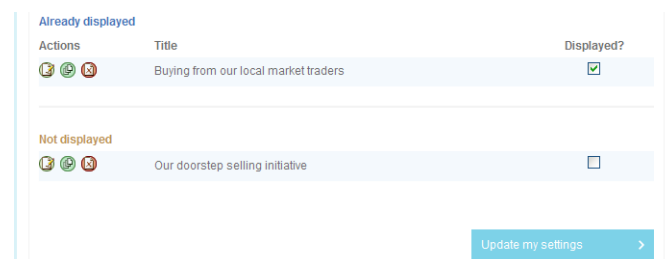 Already displayed
Actions Title Displayed?
Buying from our local market traders
Not displayed
Our doorstep selling initiative
Update my settings